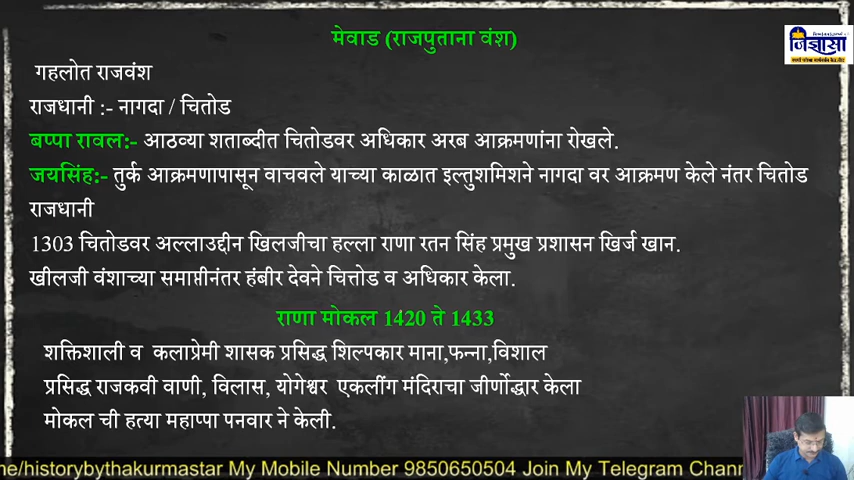 मेवाड (राजपुताना वंश)
जिज्ञासा
गहलोत राजवंश
राजधानी :- नागदा / चितोड
बप्पा रावल:- आठव्या शताब्दीत चितोडवर अधिकार अरब आक्रमणांना रोखले.
जयसिंह:- तुर्क आक्रमणापासून वाचवले याच्या काळात इल्तुशमिशने नागदा वर आक्रमण केले नंतर चितोड
राजधानी
1303 चितोडवर अल्लाउद्दीन खिलजीचा हल्ला राणा रतन सिंह प्रमुख प्रशासन खिर्ज खान.
खीलजी वंशाच्या समाप्तीनंतर हंबीर देवने चित्तोड व अधिकार केला.
राणा मोकल 1420 ते 1433
शक्तिशाली व कलाप्रेमी शासक प्रसिद्ध शिल्पकार माना,फन्ना,विशाल
प्रसिद्ध राजकवी वाणी, विलास, योगेश्वर एकलींग मंदिराचा जीर्णोद्धार केला
मोकल ची हत्या महाप्पा पनवार ने केली.
ne/historybythakurmastar My Mobile Number 9850650504 Join My Telegram Chann